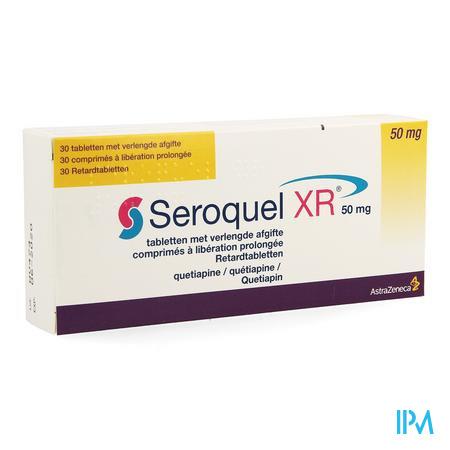 30 tabletten met verlengde afgifte
30 comprimés à libération prolongée
30 Retardtabletten
50 mg
Seroquel XR® 50 mg
tabletten met verlengde afgifte
comprimés à libération prolongée
Retardtabletten
quetiapine / quétiapine /
Quetiapin
AstraZeneca
IPM